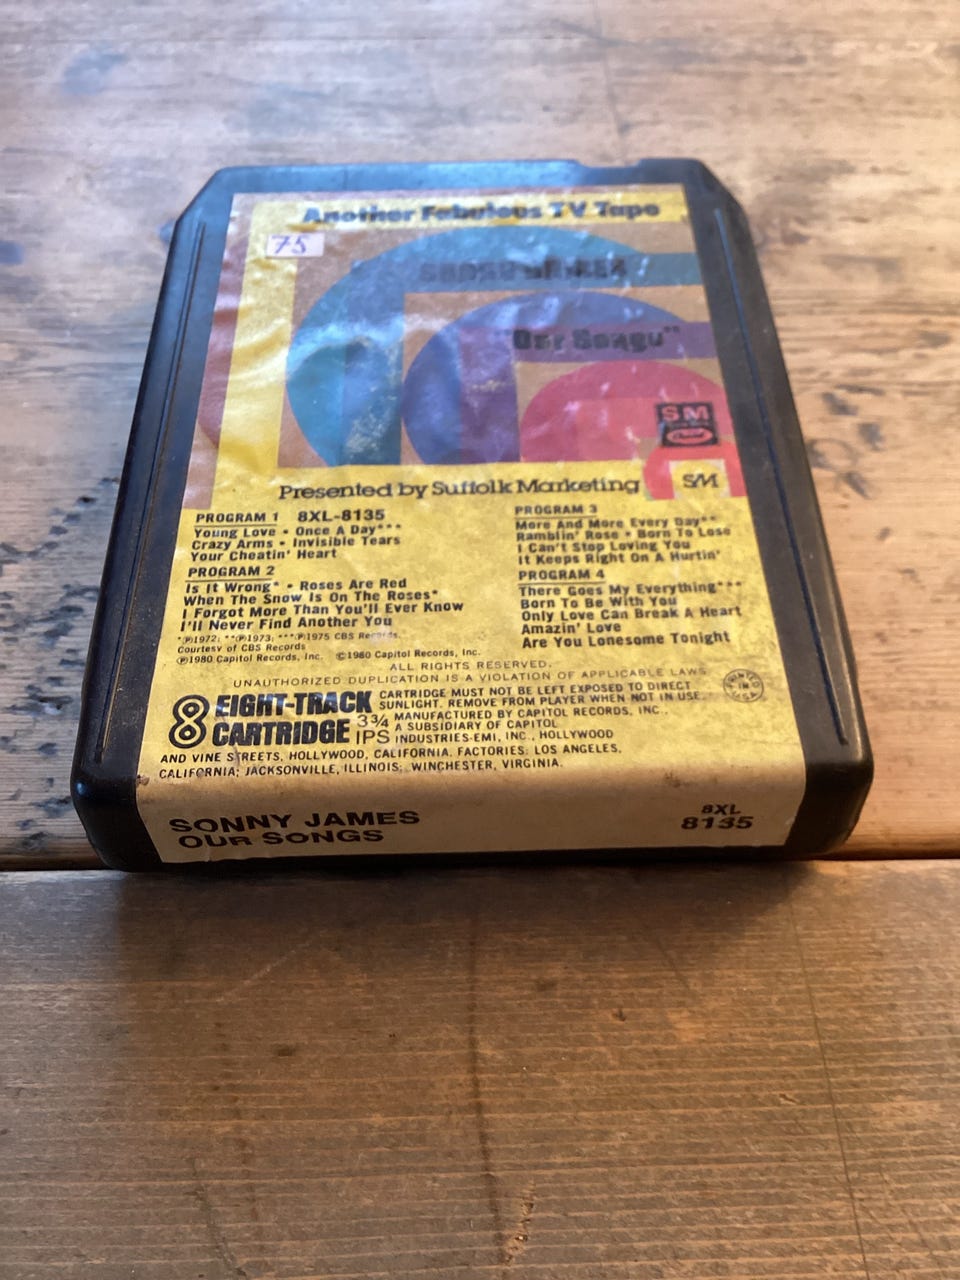 Another Fabulous TV Tape
75
Our Songs"
SM
Capitol
Presented by Suffolk Marketing SM
PROGRAM 1 8XL-8135
Young Love • Once A Day***
Crazy Arms • Invisible Tears
Your Cheatin' Heart
PROGRAM 2
Is It Wrong* • Roses Are Red
When The Snow Is On The Roses*
I Forgot More Than You'll Ever Know
I'll Never Find Another You
*℗1972; **℗1973; ***℗1975 CBS Records.
Courtesy of CBS Records
℗1980 Capitol Records, Inc. ©1980 Capitol Records, Inc.
PROGRAM 3
More And More Every Day**
Ramblin' Rose • Born To Lose
I Can't Stop Loving You
It Keeps Right On A Hurtin'
PROGRAM 4
There Goes My Everything***
Born To Be With You
Only Love Can Break A Heart
Amazin' Love
Are You Lonesome Tonight
ALL RIGHTS RESERVED.
UNAUTHORIZED DUPLICATION IS A VIOLATION OF APPLICABLE LAWS.
PRINTED IN U.S.A.
8 EIGHT-TRACK CARTRIDGE
3¾ IPS
CARTRIDGE MUST NOT BE LEFT EXPOSED TO DIRECT
SUNLIGHT. REMOVE FROM PLAYER WHEN NOT IN USE.
MANUFACTURED BY CAPITOL RECORDS, INC.,
A SUBSIDIARY OF CAPITOL
INDUSTRIES-EMI, INC., HOLLYWOOD
AND VINE STREETS, HOLLYWOOD, CALIFORNIA. FACTORIES: LOS ANGELES,
CALIFORNIA; JACKSONVILLE, ILLINOIS; WINCHESTER, VIRGINIA.
SONNY JAMES
OUR SONGS
8XL
8135